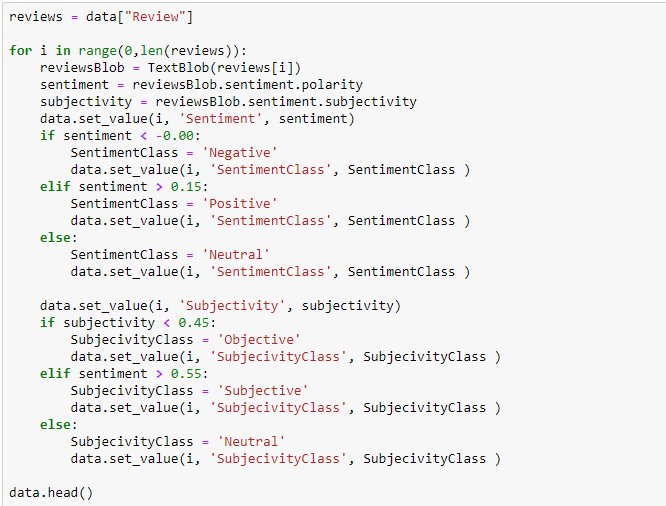 reviews = data["Review"]

for i in range(0,len(reviews)):
    reviewsBlob = TextBlob(reviews[i])
    sentiment = reviewsBlob.sentiment.polarity
    subjectivity = reviewsBlob.sentiment.subjectivity
    data.set_value(i, 'Sentiment', sentiment)
    if sentiment < -0.00:
        SentimentClass = 'Negative'
        data.set_value(i, 'SentimentClass', SentimentClass )
    elif sentiment > 0.15:
        SentimentClass = 'Positive'
        data.set_value(i, 'SentimentClass', SentimentClass )
    else:
        SentimentClass = 'Neutral'
        data.set_value(i, 'SentimentClass', SentimentClass )

    data.set_value(i, 'Subjectivity', subjectivity)
    if subjectivity < 0.45:
        SubjecivityClass = 'Objective'
        data.set_value(i, 'SubjecivityClass', SubjecivityClass )
    elif sentiment > 0.55:
        SubjecivityClass = 'Subjective'
        data.set_value(i, 'SubjecivityClass', SubjecivityClass )
    else:
        SubjecivityClass = 'Neutral'
        data.set_value(i, 'SubjecivityClass', SubjecivityClass )

data.head()